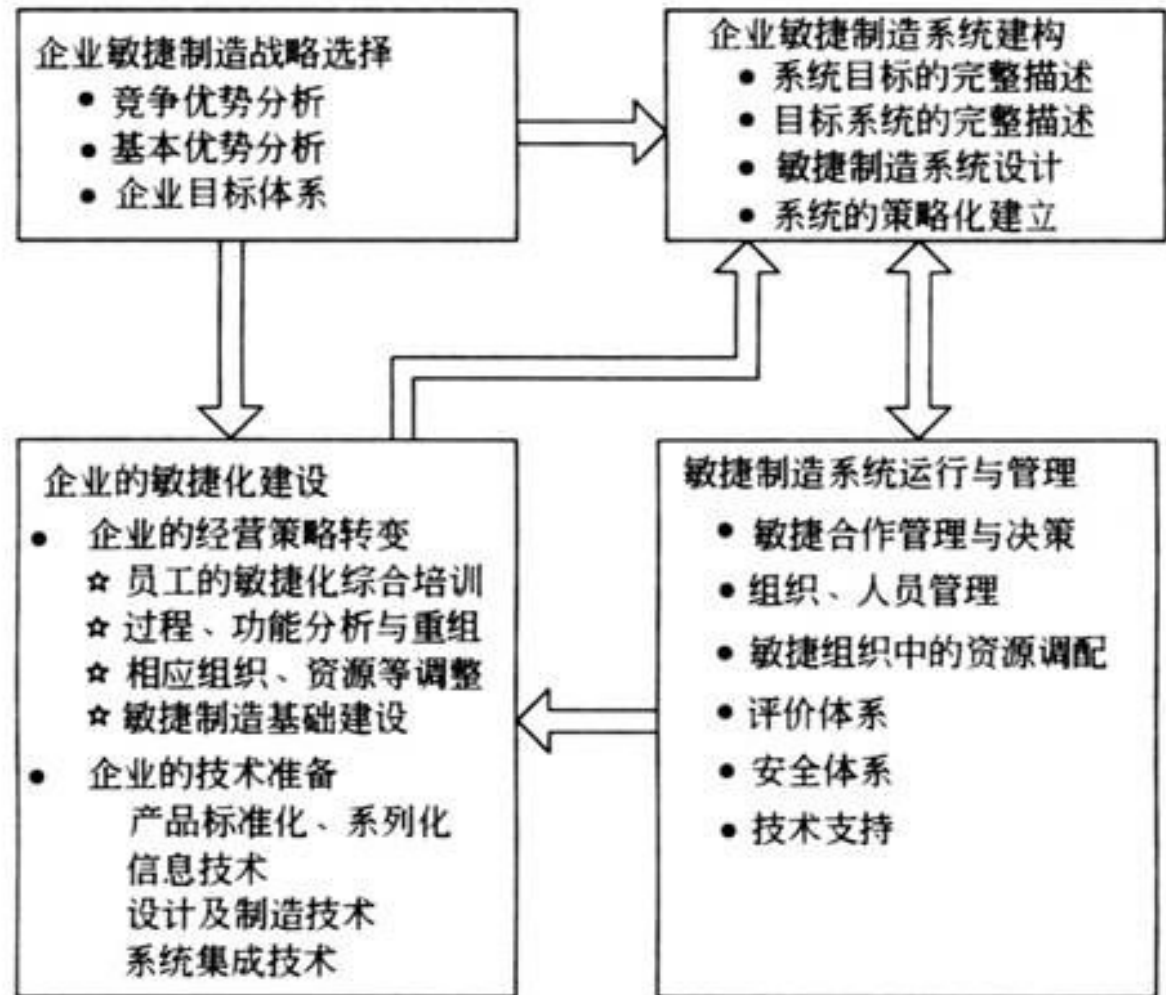 企业敏捷制造战略选择
• 竞争优势分析
• 基本优势分析
• 企业目标体系
企业敏捷制造系统建构
• 系统目标的完整描述
• 目标系统的完整描述
• 敏捷制造系统设计
• 系统的策略化建立
企业的敏捷化建设
• 企业的经营策略转变
☆ 员工的敏捷化综合培训
☆ 过程、功能分析与重组
☆ 相应组织、资源等调整
☆ 敏捷制造基础建设
• 企业的技术准备
产品标准化、系列化
信息技术
设计及制造技术
系统集成技术
敏捷制造系统运行与管理
• 敏捷合作管理与决策
• 组织、人员管理
• 敏捷组织中的资源调配
• 评价体系
• 安全体系
• 技术支持